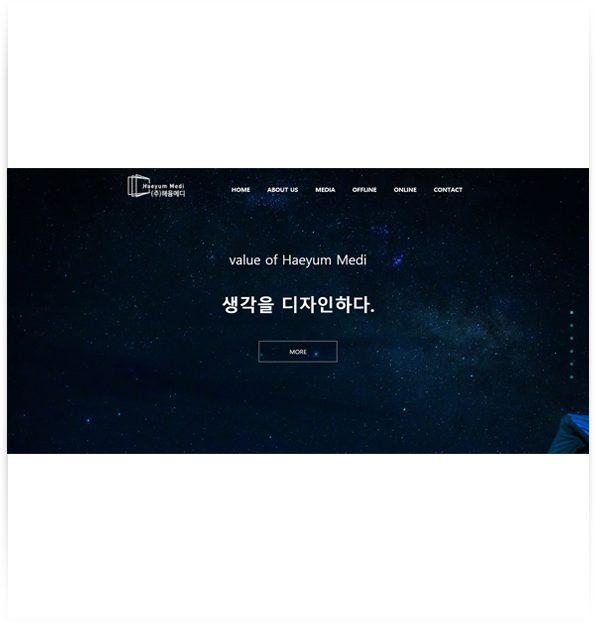 Haeyum Medi
(주)해윰메디
HOME ABOUT US MEDIA OFFLINE ONLINE CONTACT
value of Haeyum Medi
생각을 디자인하다.
MORE